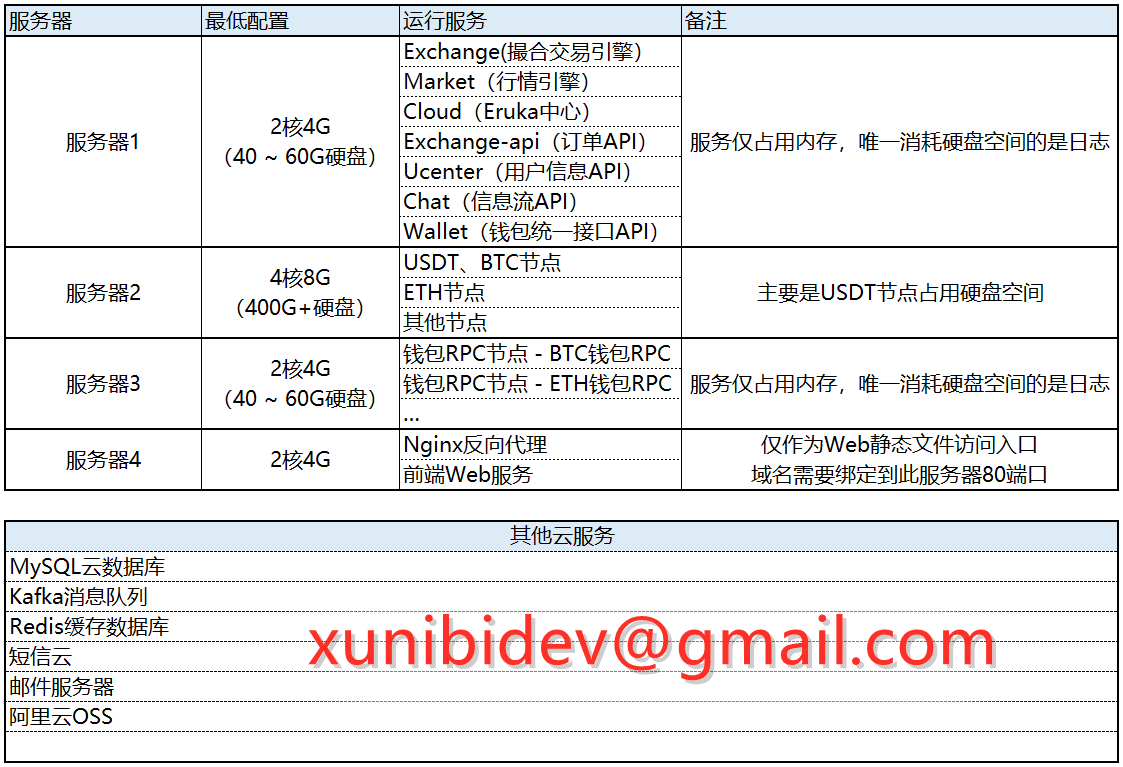 服务器 最低配置 运行服务 备注
服务器1
2核4G
（40 ~ 60G硬盘）
Exchange(撮合交易引擎）
Market（行情引擎）
Cloud（Eruka中心）
Exchange-api（订单API）
Ucenter（用户信息API）
Chat（信息流API）
Wallet（钱包统一接口API）
服务仅占用内存，唯一消耗硬盘空间的是日志
服务器2
4核8G
（400G+硬盘）
USDT、BTC节点
ETH节点
其他节点
主要是USDT节点占用硬盘空间
服务器3
2核4G
（40 ~ 60G硬盘）
钱包RPC节点 - BTC钱包RPC
钱包RPC节点 - ETH钱包RPC
...
服务仅占用内存，唯一消耗硬盘空间的是日志
服务器4
2核4G
Nginx反向代理
前端Web服务
仅作为Web静态文件访问入口
域名需要绑定到此服务器80端口
其他云服务
MySQL云数据库
Kafka消息队列
Redis缓存数据库
短信云
邮件服务器
阿里云OSS
xunibidev@gmail.com